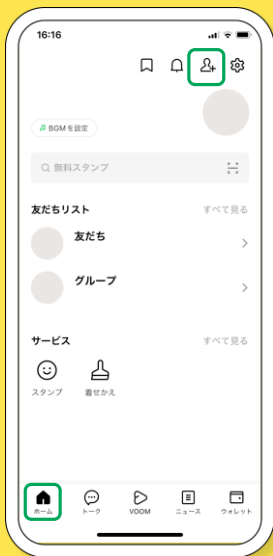 16:16
BGMを設定
無料スタンプ
友だちリスト すべて見る
友だち
グループ
サービス すべて見る
スタンプ 着せかえ
ホーム トーク VOOM ニュース ウォレット